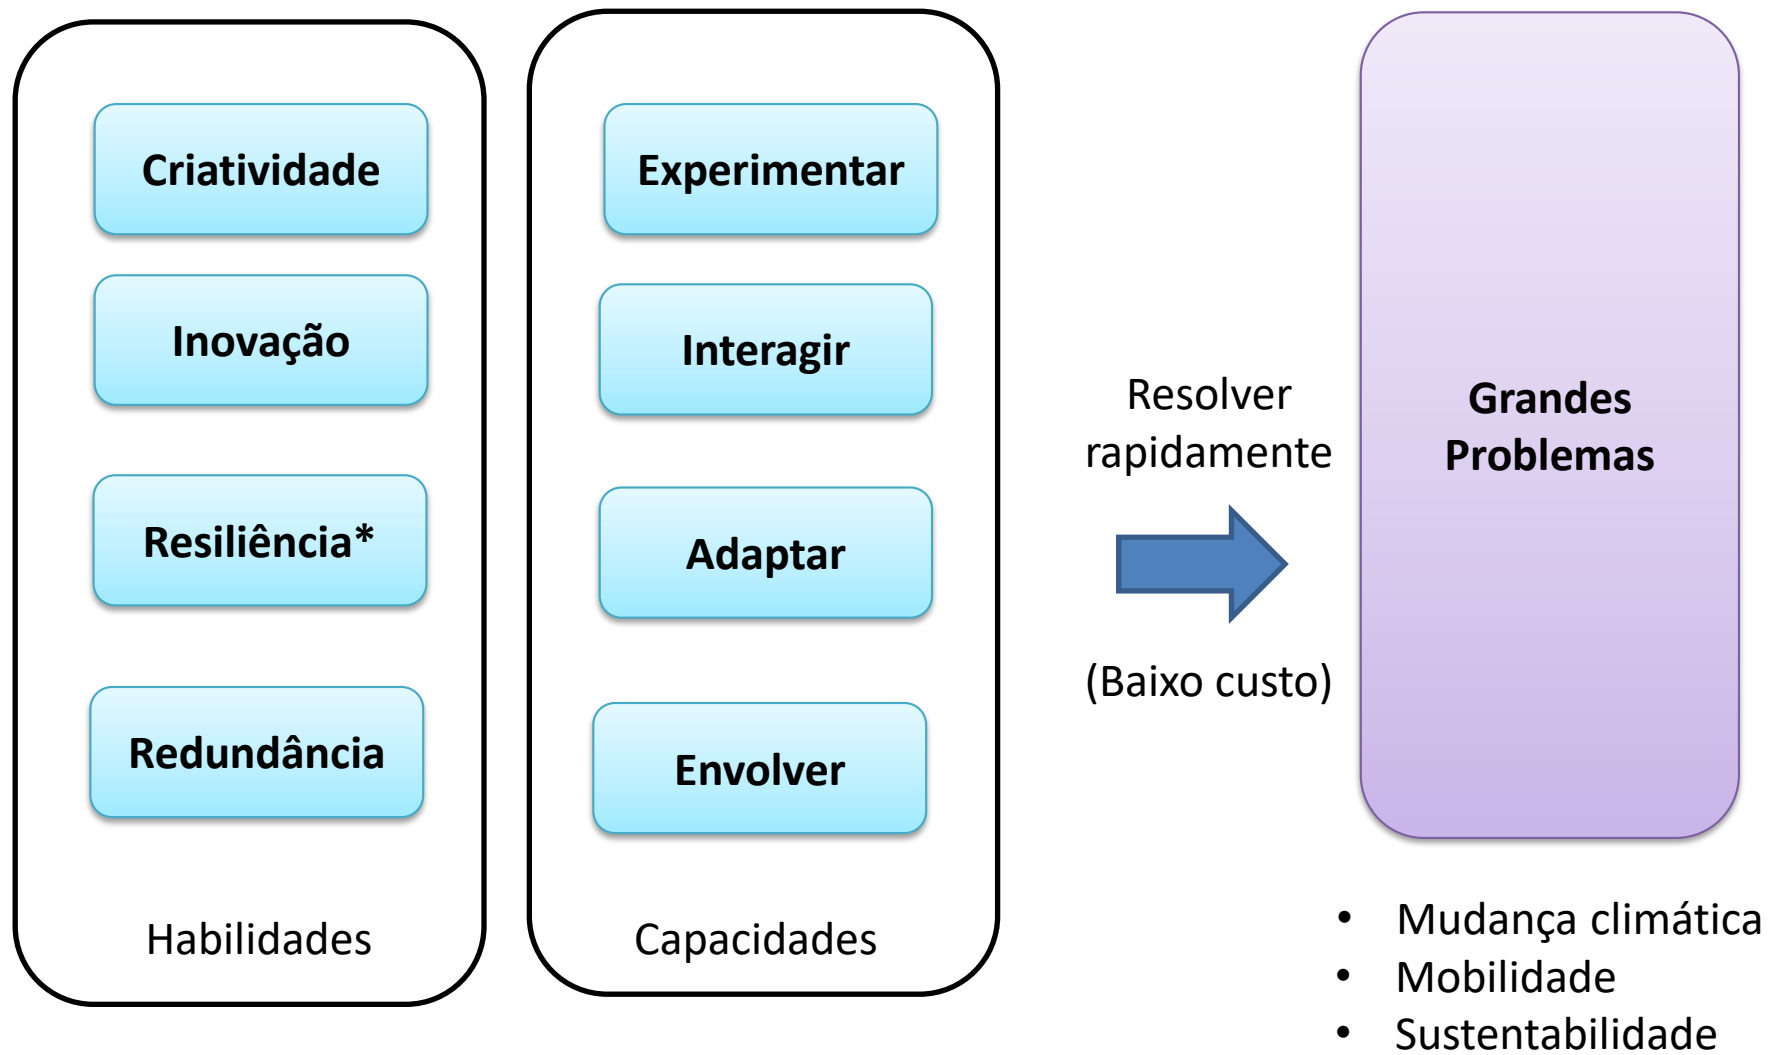 Criatividade
Inovação
Resiliência*
Redundância
Habilidades
Experimentar
Interagir
Adaptar
Envolver
Capacidades
Resolver
rapidamente
(Baixo custo)
Grandes
Problemas
• Mudança climática
• Mobilidade
• Sustentabilidade